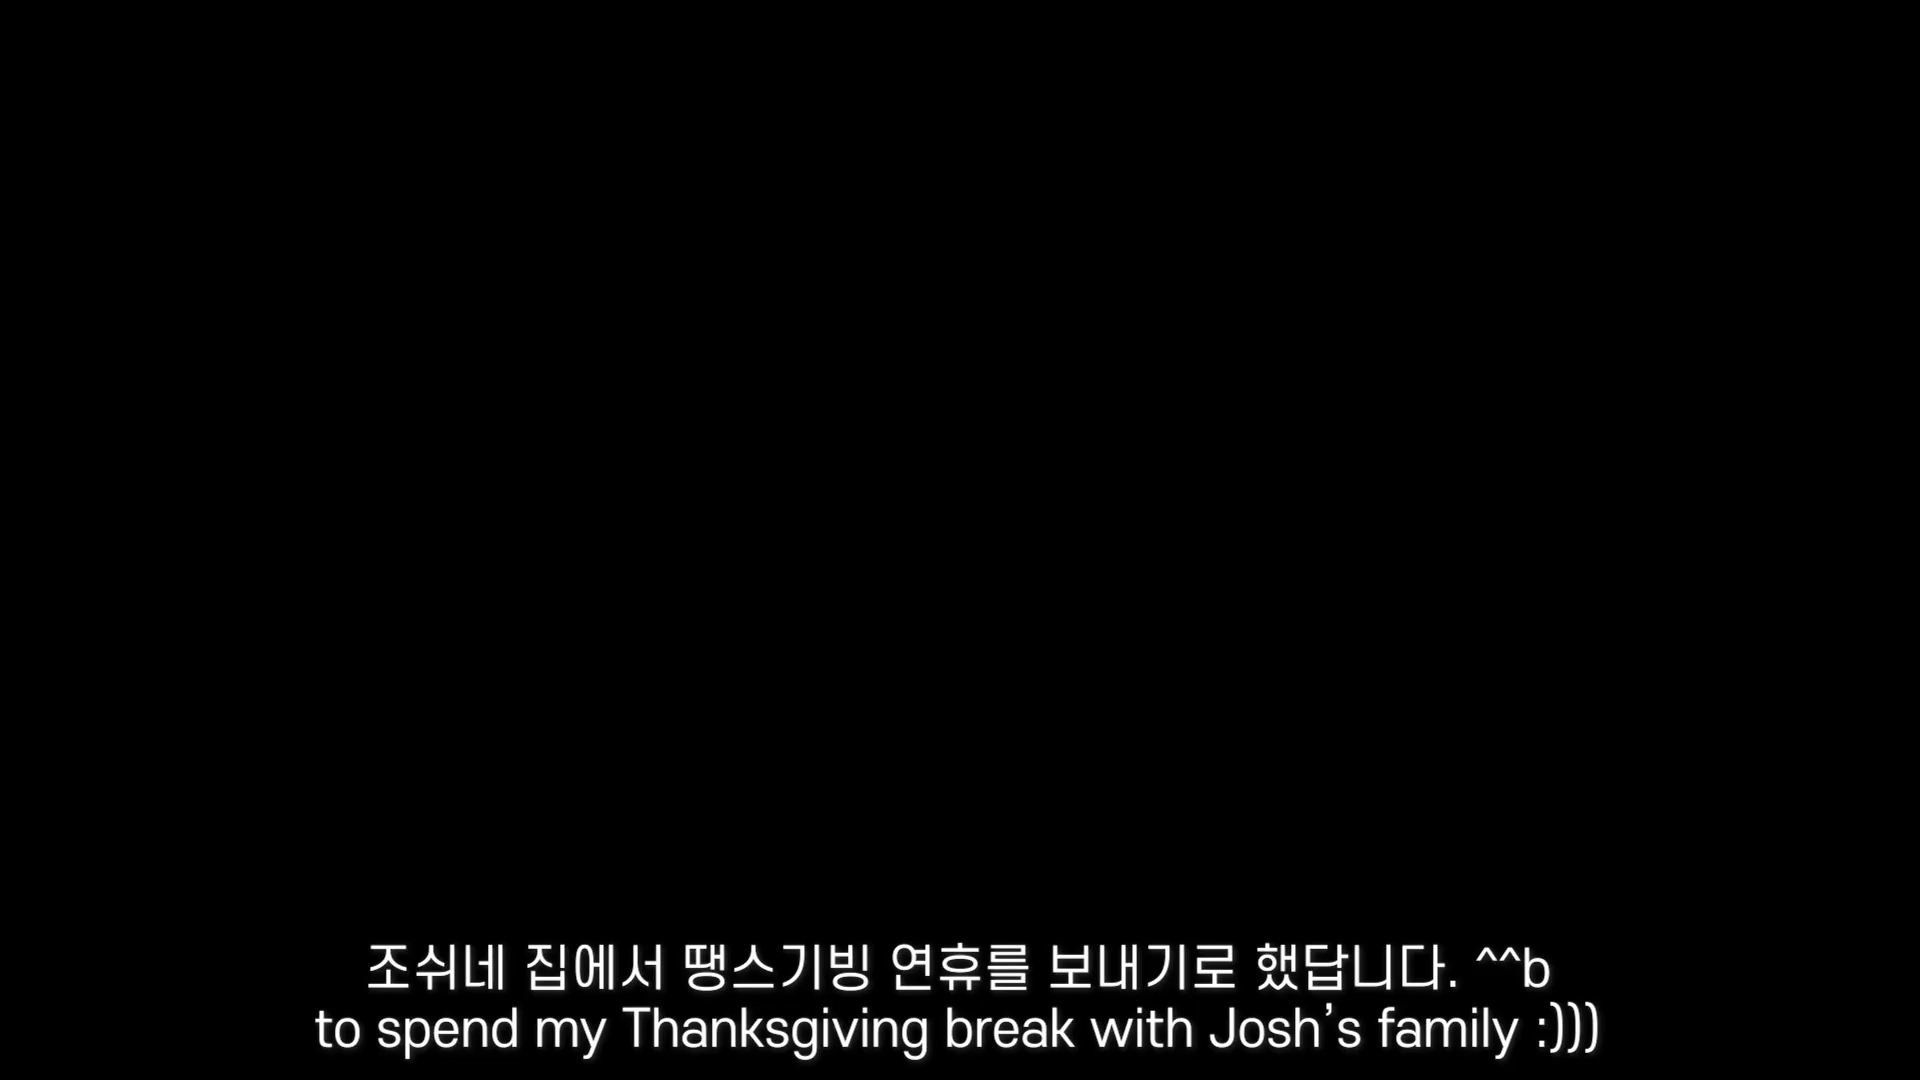 조쉬네 집에서 땡스기빙 연휴를 보내기로 했답니다. ^^b
to spend my Thanksgiving break with Josh’s family :)))